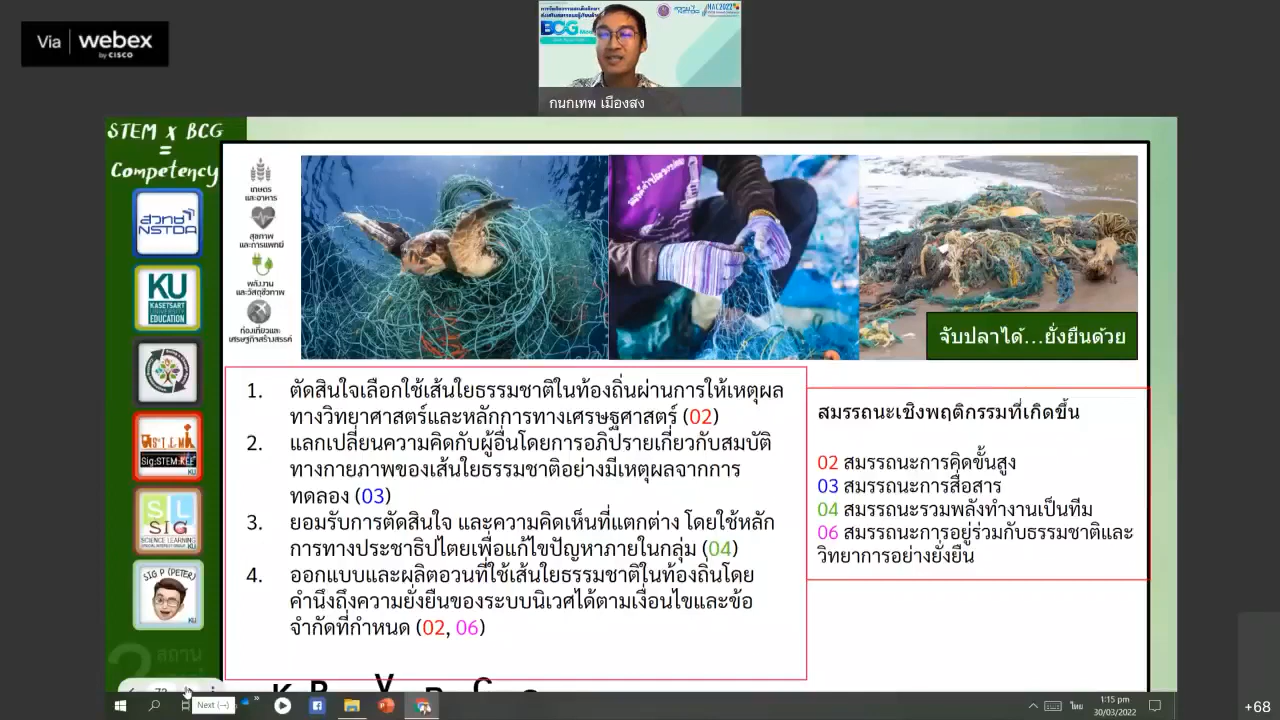 Via webex
by CISCO
BCG
สวทช
NSTDA
NAC2022
กนกเทพ เมืองสง
STEM x BCG
=
Competency
สวทช
NSTDA
KU
KASETSART
UNIVERSITY
EDUCATION
Sig:STEM:KEE
KU
SL
SIG
SCIENCE LEARNING
SIG P (PETER)
KU
เกษตร
และอาหาร
สุขภาพ
และการแพทย์
พลังงาน
และวัสดุชีวภาพ
ท่องเที่ยวและ
เศรษฐกิจสร้างสรรค์
จับปลาได้...ยั่งยืนด้วย
1. ตัดสินใจเลือกใช้เส้นใยธรรมชาติในท้องถิ่นผ่านการให้เหตุผล
ทางวิทยาศาสตร์และหลักการทางเศรษฐศาสตร์ (02)
2. แลกเปลี่ยนความคิดกับผู้อื่นโดยการอภิปรายเกี่ยวกับสมบัติ
ทางกายภาพของเส้นใยธรรมชาติอย่างมีเหตุผลจากการ
ทดลอง (03)
3. ยอมรับการตัดสินใจ และความคิดเห็นที่แตกต่าง โดยใช้หลัก
การทางประชาธิปไตยเพื่อแก้ไขปัญหาภายในกลุ่ม (04)
4. ออกแบบและผลิตอวนที่ใช้เส้นใยธรรมชาติในท้องถิ่นโดย
คำนึงถึงความยั่งยืนของระบบนิเวศได้ตามเงื่อนไขและข้อ
จำกัดที่กำหนด (02, 06)
สมรรถนะเชิงพฤติกรรมที่เกิดขึ้น
02 สมรรถนะการคิดขั้นสูง
03 สมรรถนะการสื่อสาร
04 สมรรถนะรวมพลังทำงานเป็นทีม
06 สมรรถนะการอยู่ร่วมกับธรรมชาติและ
วิทยาการอย่างยั่งยืน
Next (→)
ไทย
1:15 pm
30/03/2022
+68